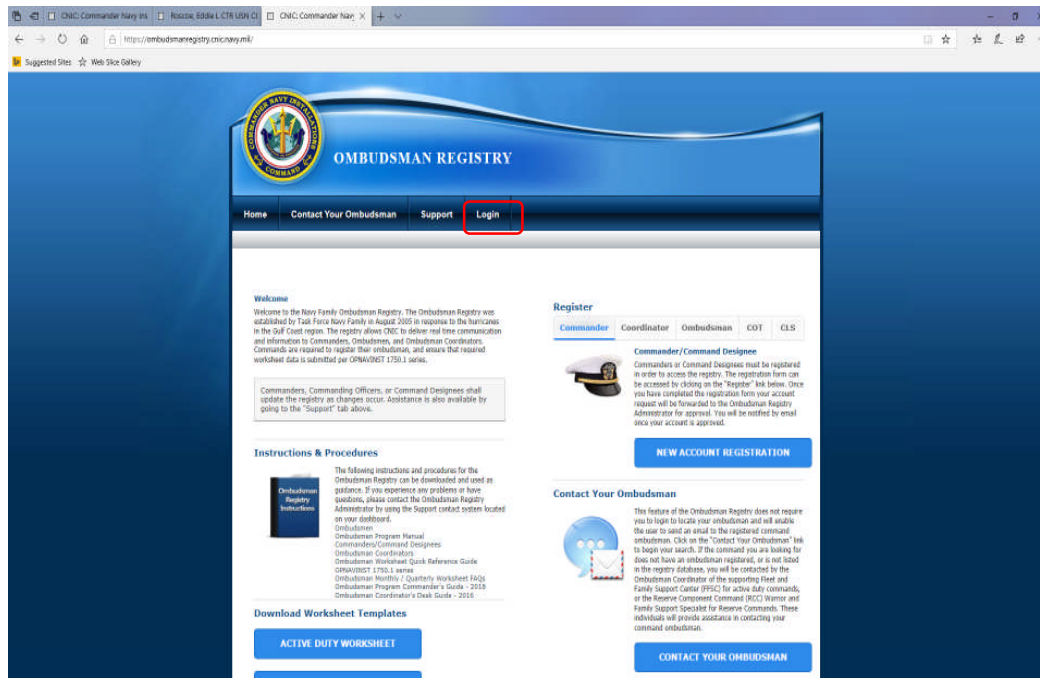 CNIC: Commander Navy Ins
Roscoe, Eddie L CTR USN CI
CNIC: Commander Navy
https://ombudsmanregistry.cnic.navy.mil/
Suggested Sites
Web Slice Gallery
COMMANDER NAVY INSTALLATIONS COMMAND
OMBUDSMAN REGISTRY
Home
Contact Your Ombudsman
Support
Login
Welcome
Welcome to the Navy Family Ombudsman Registry. The Ombudsman Registry was
established by Task Force Navy Family in August 2005 in response to the hurricanes
in the Gulf Coast region. The registry allows CNIC to deliver real time communication
and information to Commanders, Ombudsmen, and Ombudsman Coordinators.
Commands are required to register their ombudsman, and ensure that required
worksheet data is submitted per OPNAVINST 1750.1 series.
Commanders, Commanding Officers, or Command Designees shall
update the registry as changes occur. Assistance is also available by
going to the "Support" tab above.
Instructions & Procedures
Ombudsman
Registry
Instructions
The following instructions and procedures for the
Ombudsman Registry can be downloaded and used as
guidance. If you experience any problems or have
questions, please contact the Ombudsman Registry
Administrator by using the Support contact system located
on your dashboard.
Ombudsmen
Ombudsman Program Manual
Commanders/Command Designees
Ombudsman Coordinators
Ombudsman Worksheet Quick Reference Guide
OPNAVINST 1750.1 series
Ombudsman Monthly / Quarterly Worksheet FAQs
Ombudsman Program Commander's Guide - 2018
Ombudsman Coordinator's Desk Guide - 2016
Download Worksheet Templates
ACTIVE DUTY WORKSHEET
Register
Commander
Coordinator
Ombudsman
COT
CLS
Commander/Command Designee
Commanders or Command Designees must be registered
in order to access the registry. The registration form can
be accessed by clicking on the "Register" link below. Once
you have completed the registration form your account
request will be forwarded to the Ombudsman Registry
Administrator for approval. You will be notified by email
once your account is approved.
NEW ACCOUNT REGISTRATION
Contact Your Ombudsman
This feature of the Ombudsman Registry does not require
you to login to locate your ombudsman and will enable
the user to send an email to the registered command
ombudsman. Click on the "Contact Your Ombudsman" link
to begin your search. If the command you are looking for
does not have an ombudsman registered, or is not listed
in the registry database, you will be contacted by the
Ombudsman Coordinator of the supporting Fleet and
Family Support Center (FFSC) for active duty commands,
or the Reserve Component Command (RCC) Warrior and
Family Support Specialist for Reserve Commands. These
individuals will provide assistance in contacting your
command ombudsman.
CONTACT YOUR OMBUDSMAN